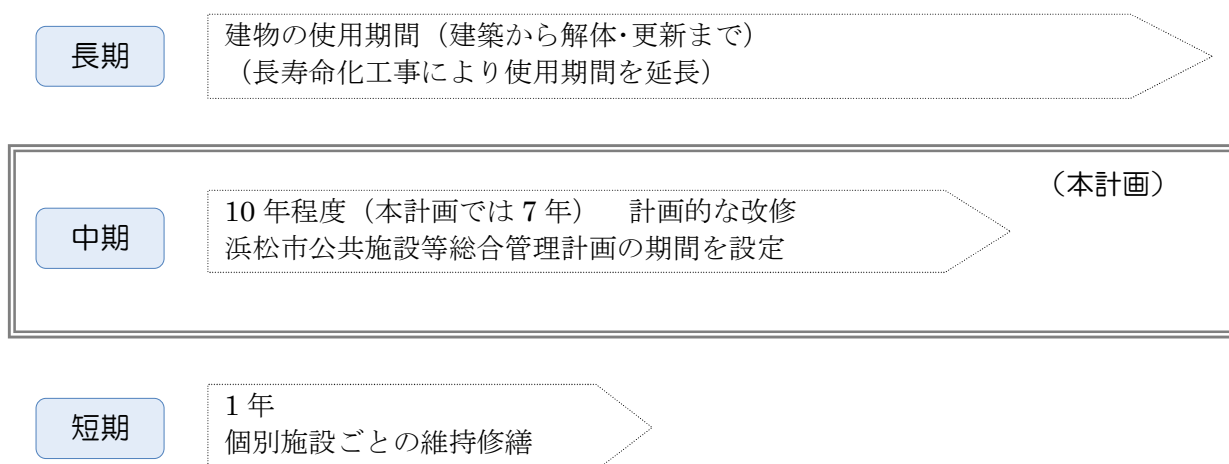 長期
建物の使用期間（建築から解体・更新まで）
（長寿命化工事により使用期間を延長）
（本計画）
中期
10 年程度（本計画では 7 年）　計画的な改修
浜松市公共施設等総合管理計画の期間を設定
短期
1 年
個別施設ごとの維持修繕